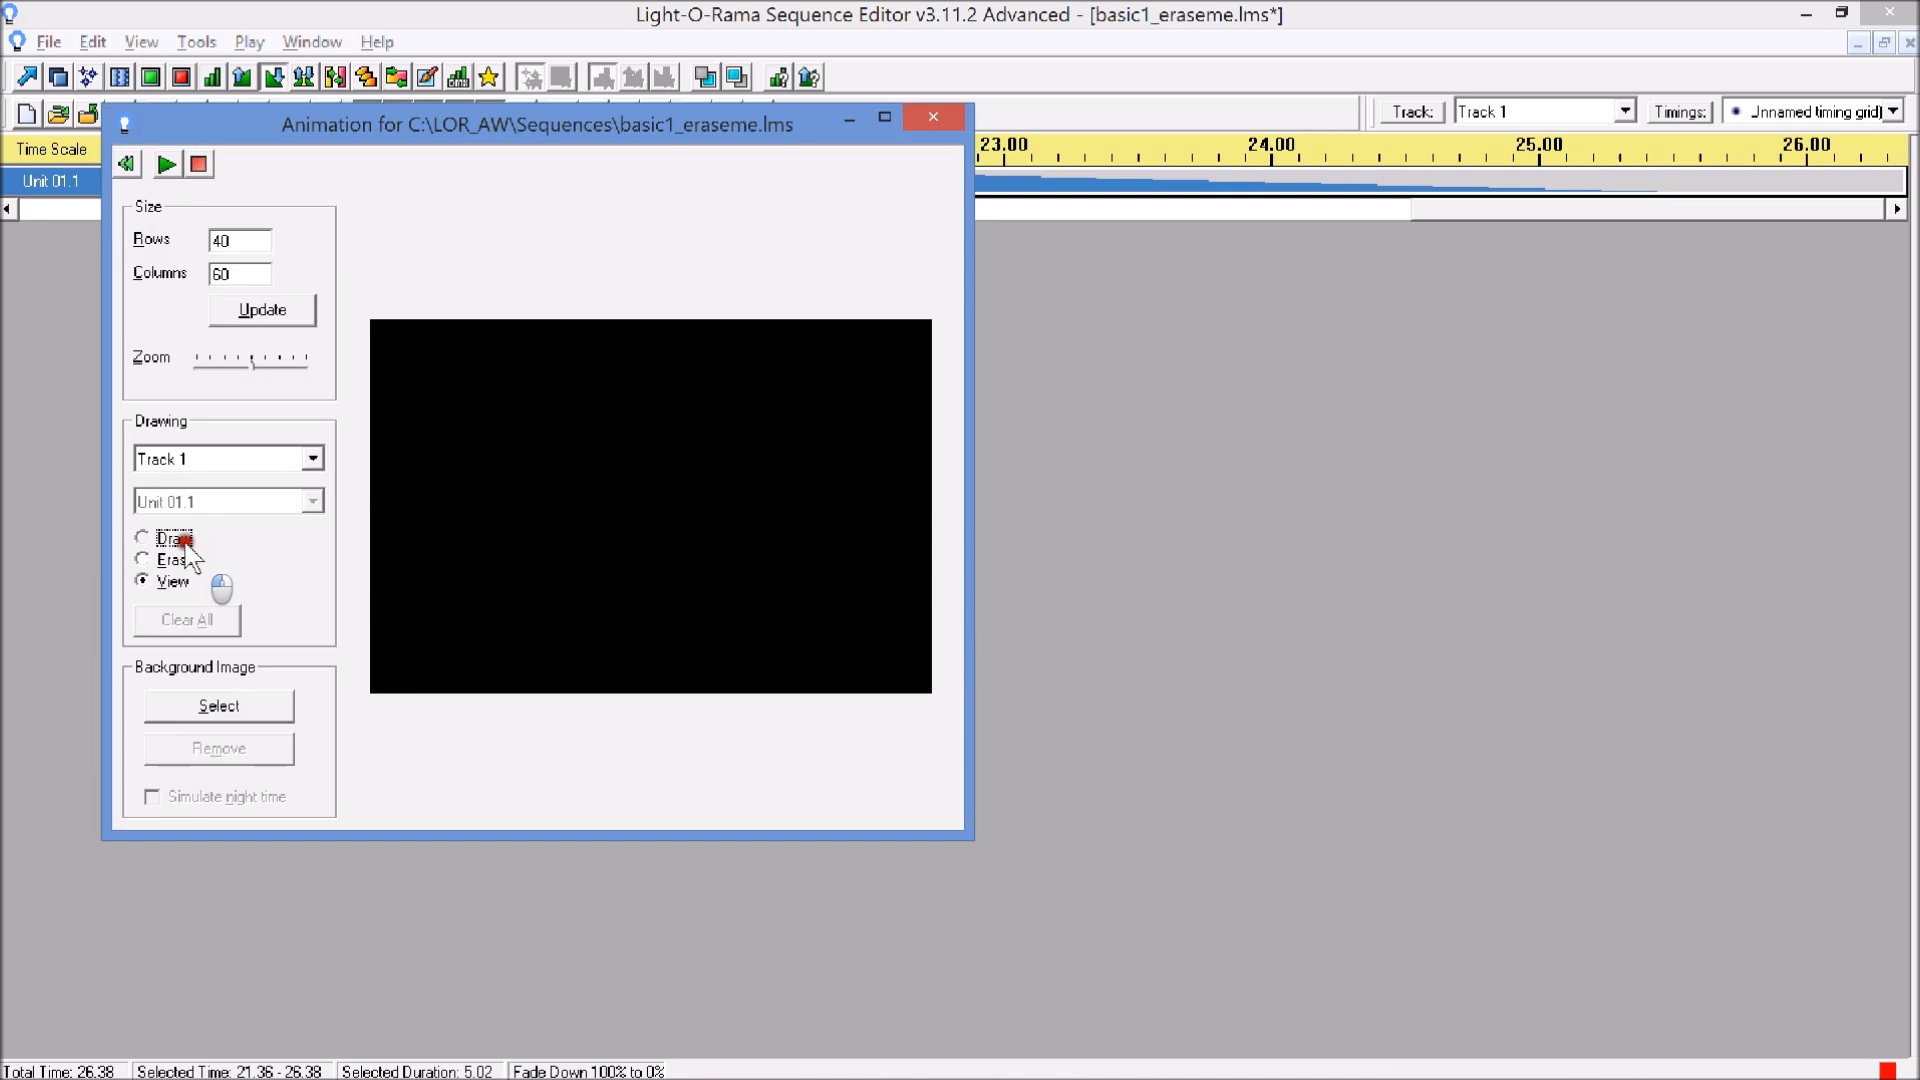 Light-O-Rama Sequence Editor v3.11.2 Advanced - [basic1_eraseme.lms*]
File Edit View Tools Play Window Help
Track: Track 1 Timings: Unnamed timing grid)
Animation for C:\LOR_AW\Sequences\basic1_eraseme.lms
Time Scale 23.00 24.00 25.00 26.00
Unit 01.1
Size
Rows 40
Columns 60
Update
Zoom
Drawing
Track 1
Unit 01.1
Draw
Erase
View
Clear All
Background Image
Select
Remove
Simulate night time
Total Time: 26.38 Selected Time: 21.36 - 26.38 Selected Duration: 5.02 Fade Down 100% to 0%